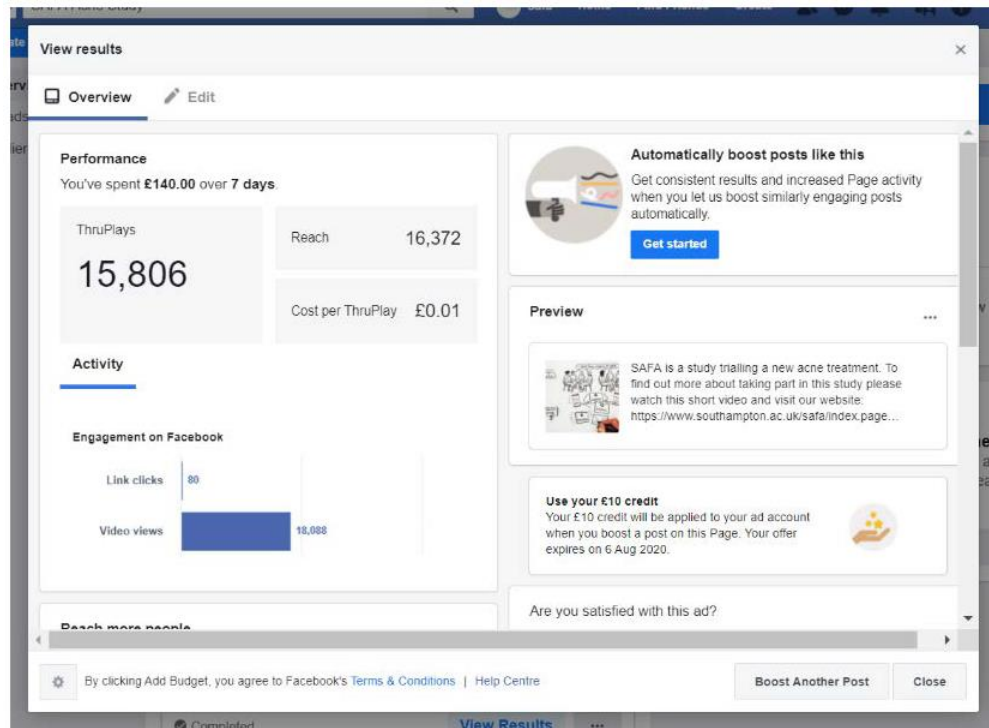 View results
Overview
Edit
Performance
You've spent £140.00 over 7 days.
ThruPlays
15,806
Reach
16,372
Cost per ThruPlay
£0.01
Activity
Engagement on Facebook
Link clicks
80
Video views
18,088
Reach more people
Automatically boost posts like this
Get consistent results and increased Page activity
when you let us boost similarly engaging posts
automatically.
Get started
Preview
SAFA is a study trialling a new acne treatment. To
find out more about taking part in this study please
watch this short video and visit our website:
https://www.southampton.ac.uk/safa/index.page...
Use your £10 credit
Your £10 credit will be applied to your ad account
when you boost a post on this Page. Your offer
expires on 6 Aug 2020.
Are you satisfied with this ad?
By clicking Add Budget, you agree to Facebook's Terms & Conditions | Help Centre
Boost Another Post
Close
Completed
View Results